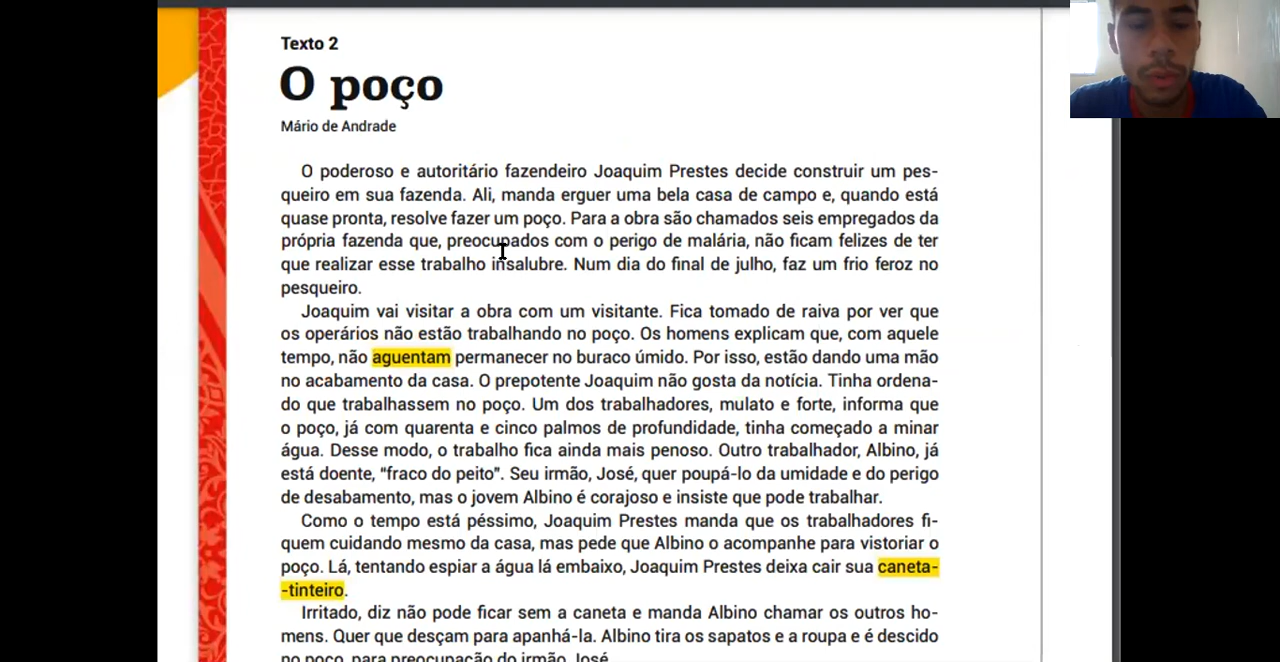 Texto 2
O poço
Mário de Andrade
O poderoso e autoritário fazendeiro Joaquim Prestes decide construir um pes-
queiro em sua fazenda. Ali, manda erguer uma bela casa de campo e, quando está
quase pronta, resolve fazer um poço. Para a obra são chamados seis empregados da
própria fazenda que, preocupados com o perigo de malária, não ficam felizes de ter
que realizar esse trabalho insalubre. Num dia do final de julho, faz um frio feroz no
pesqueiro.
Joaquim vai visitar a obra com um visitante. Fica tomado de raiva por ver que
os operários não estão trabalhando no poço. Os homens explicam que, com aquele
tempo, não aguentam permanecer no buraco úmido. Por isso, estão dando uma mão
no acabamento da casa. O prepotente Joaquim não gosta da notícia. Tinha ordena-
do que trabalhassem no poço. Um dos trabalhadores, mulato e forte, informa que
o poço, já com quarenta e cinco palmos de profundidade, tinha começado a minar
água. Desse modo, o trabalho fica ainda mais penoso. Outro trabalhador, Albino, já
está doente, “fraco do peito”. Seu irmão, José, quer poupá-lo da umidade e do perigo
de desabamento, mas o jovem Albino é corajoso e insiste que pode trabalhar.
Como o tempo está péssimo, Joaquim Prestes manda que os trabalhadores fi-
quem cuidando mesmo da casa, mas pede que Albino o acompanhe para vistoriar o
poço. Lá, tentando espiar a água lá embaixo, Joaquim Prestes deixa cair sua caneta-
-tinteiro.
Irritado, diz não pode ficar sem a caneta e manda Albino chamar os outros ho-
mens. Quer que desçam para apanhá-la. Albino tira os sapatos e a roupa e é descido
no poço, para preocupação do irmão, José.